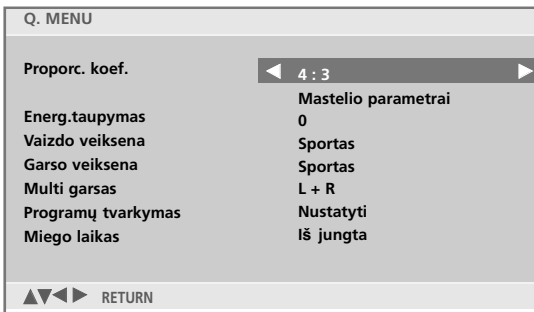 Q. MENU
Proporc. koef. ◀ 4 : 3 ▶
Mastelio parametrai
Energ.taupymas 0
Vaizdo veiksena Sportas
Garso veiksena Sportas
Multi garsas L + R
Programų tvarkymas Nustatyti
Miego laikas Iš jungta
▲▼◀ ▶ RETURN